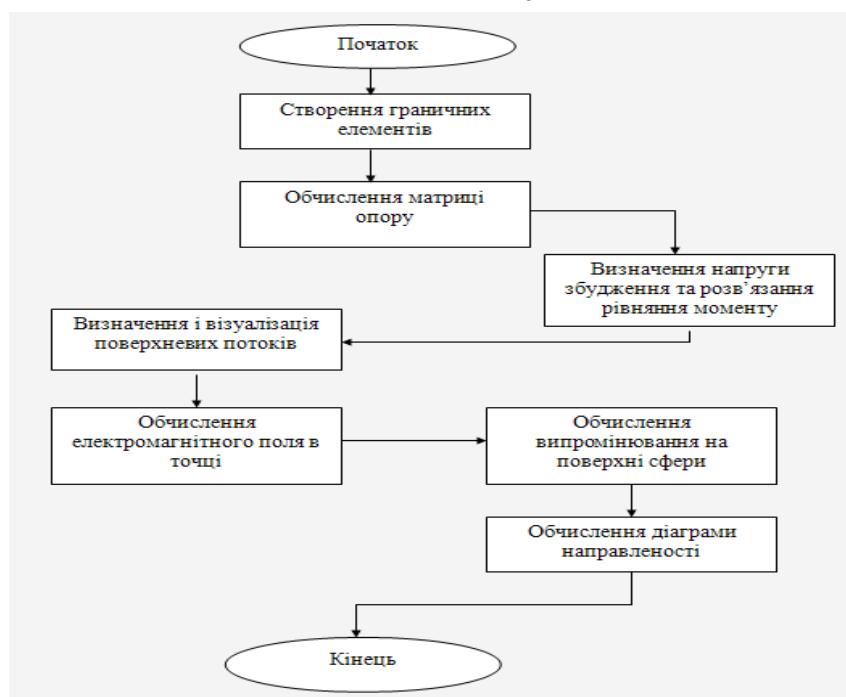 Початок
Створення граничних
елементів
Обчислення матриці
опору
Визначення напруги
збудження та розв’язання
рівняння моменту
Визначення і візуалізація
поверхневих потоків
Обчислення
електромагнітного поля в
точці
Обчислення
випромінювання на
поверхні сфери
Обчислення діаграми
направленості
Кінець